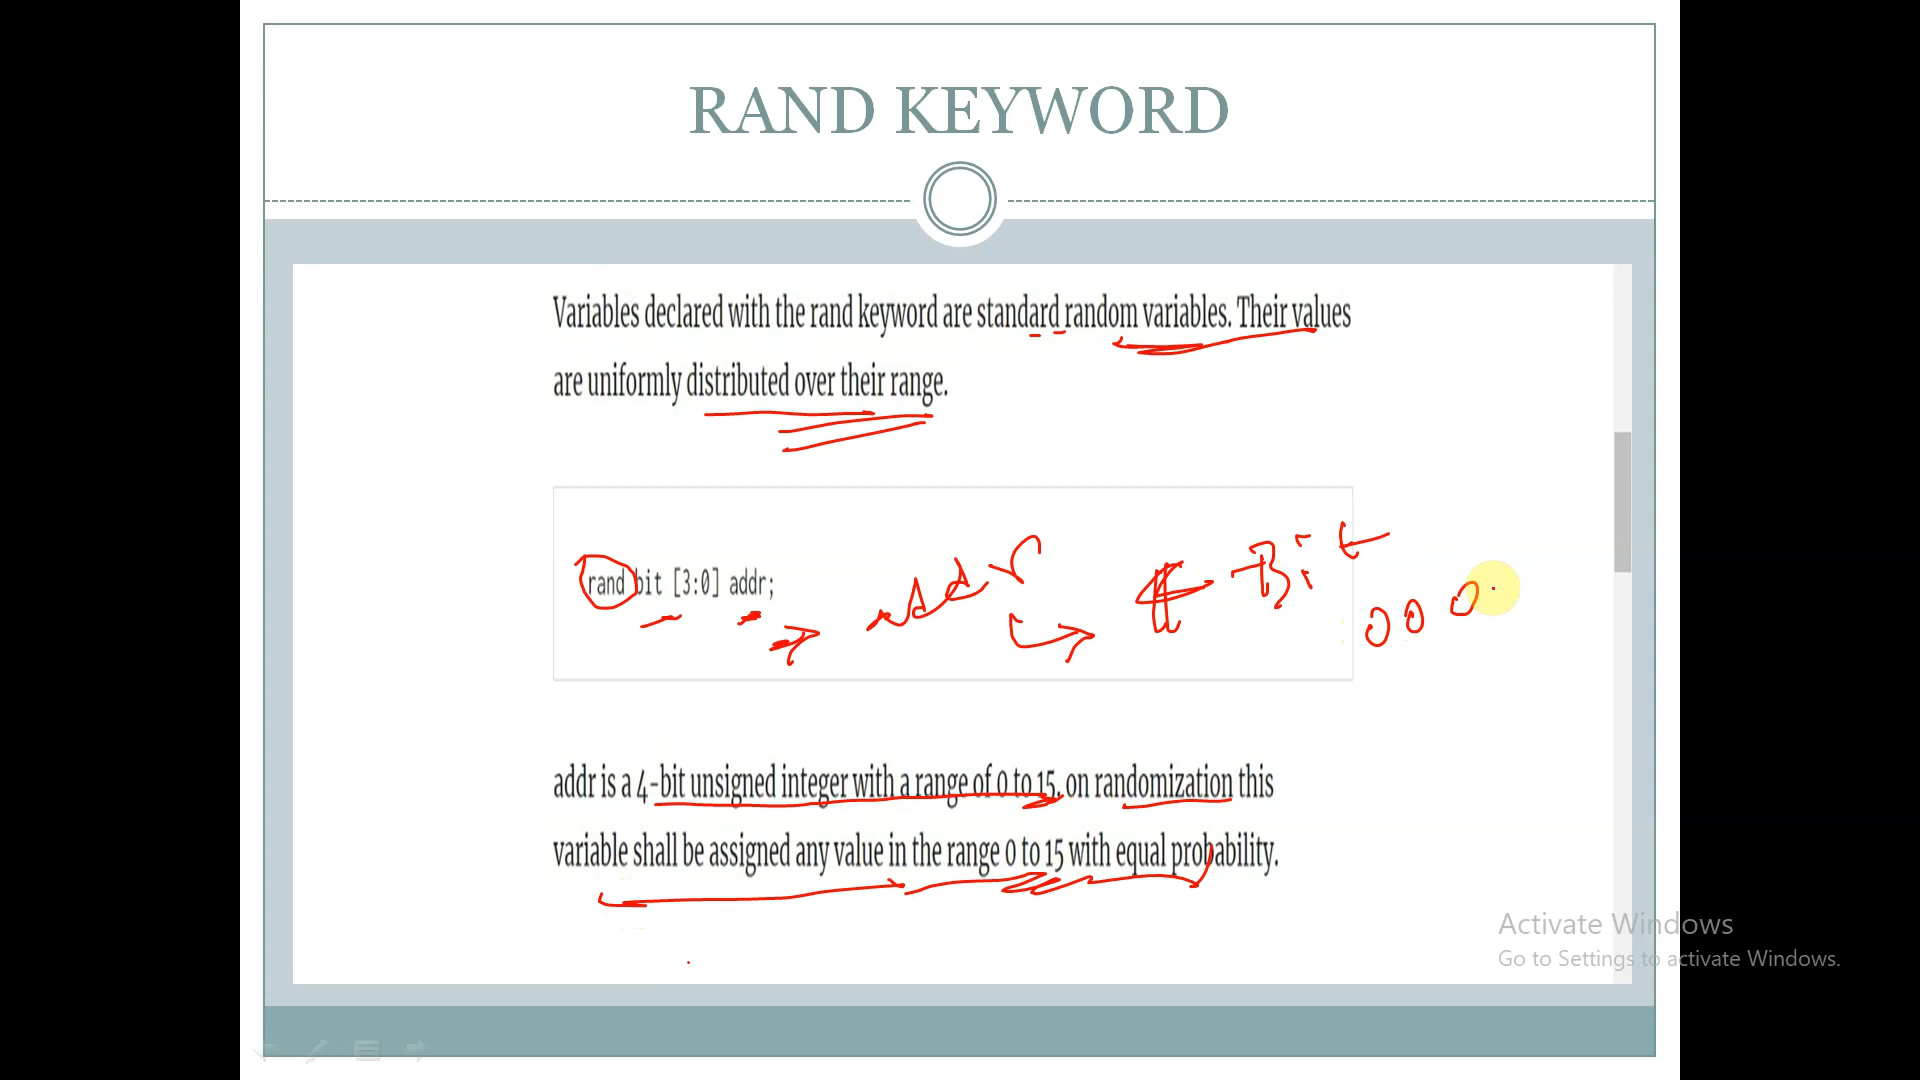 RAND KEYWORD
Variables declared with the rand keyword are standard random variables. Their values
are uniformly distributed over their range.
rand bit [3:0] addr;
addr
4 Bit
000
addr is a 4-bit unsigned integer with a range of 0 to 15. on randomization this
variable shall be assigned any value in the range 0 to 15 with equal probability.
Activate Windows
Go to Settings to activate Windows.